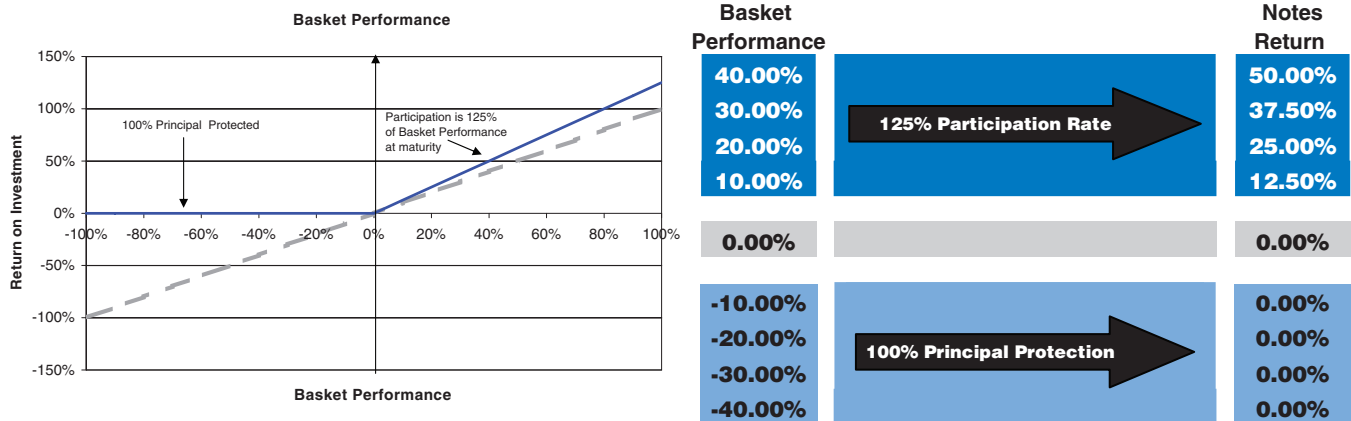 Basket Performance
150%
100%
50%
0%
-50%
-100%
-150%
Return on Investment
100% Principal Protected
Participation is 125%
of Basket Performance
at maturity
-100% -80% -60% -40% -20% 0% 20% 40% 60% 80% 100%
Basket Performance
Basket
Performance
Notes
Return
40.00% 50.00%
30.00% 37.50%
125% Participation Rate
20.00% 25.00%
10.00% 12.50%
0.00% 0.00%
-10.00% 0.00%
-20.00% 0.00%
100% Principal Protection
-30.00% 0.00%
-40.00% 0.00%